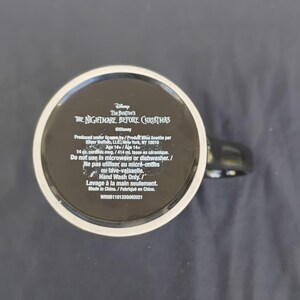 Disney
Tim Burton's
THE NIGHTMARE BEFORE CHRISTMAS
©Disney
Produced under license by / Produit sous licence par
Silver Buffalo, LLC, New York, NY 10010
Age 14+ / Âge 14+
14 oz. ceramic mug. / 414 ml. tasse en céramique.
Do not use in microwave or dishwasher. /
Ne pas utiliser au micro-ondes
ou lave-vaisselle.
Hand Wash Only. /
Lavage à la main seulement.
Made in China. / Fabriqué en Chine.